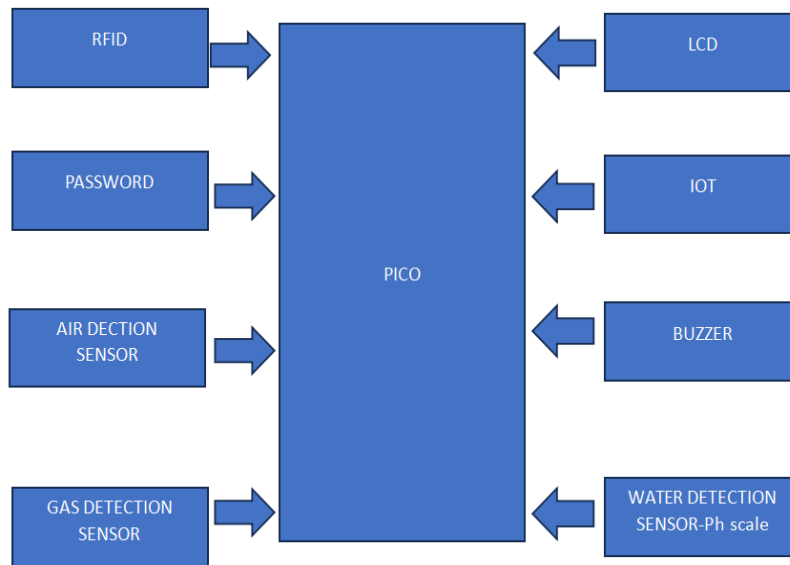 RFID
PASSWORD
AIR DECTION
SENSOR
GAS DETECTION
SENSOR
PICO
LCD
IOT
BUZZER
WATER DETECTION
SENSOR-Ph scale